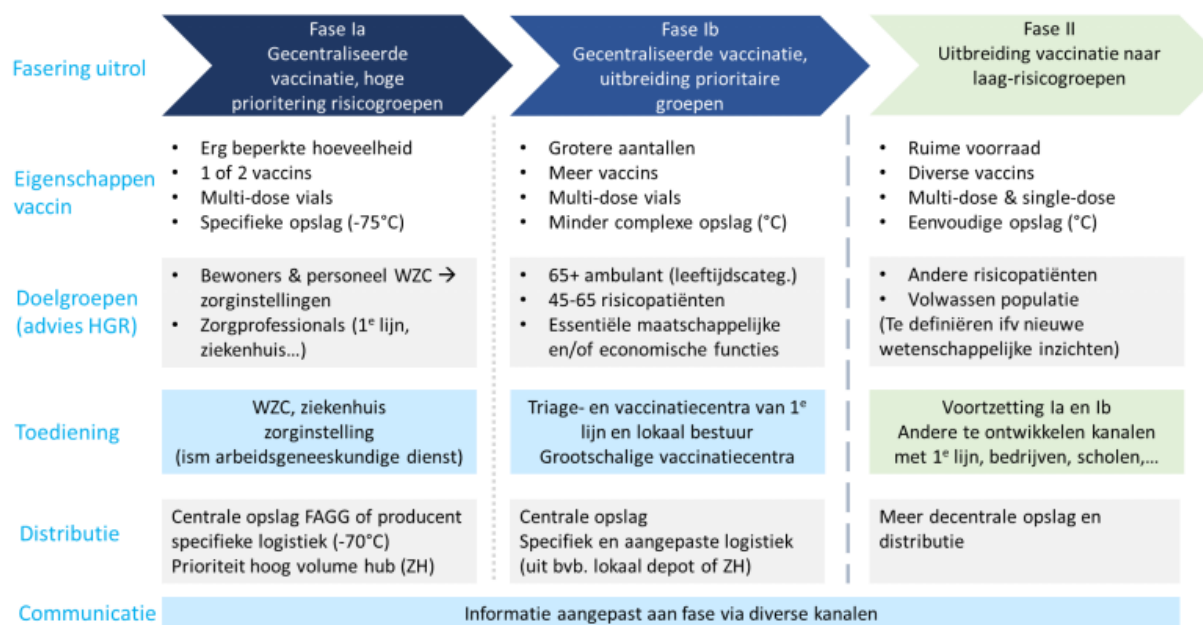 Fasering uitrol
Fase Ia
Gecentraliseerde
vaccinatie, hoge
prioritering risicogroepen
Fase Ib
Gecentraliseerde vaccinatie,
uitbreiding prioritaire
groepen
Fase II
Uitbreiding vaccinatie naar
laag-risicogroepen
Eigenschappen
vaccin
• Erg beperkte hoeveelheid
• 1 of 2 vaccins
• Multi-dose vials
• Specifieke opslag (-75°C)
• Grotere aantallen
• Meer vaccins
• Multi-dose vials
• Minder complexe opslag (°C)
• Ruime voorraad
• Diverse vaccins
• Multi-dose & single-dose
• Eenvoudige opslag (°C)
Doelgroepen
(advies HGR)
• Bewoners & personeel WZC →
zorginstellingen
• Zorgprofessionals (1e lijn,
ziekenhuis...)
• 65+ ambulant (leeftijdscateg.)
• 45-65 risicopatiënten
• Essentiële maatschappelijke
en/of economische functies
• Andere risicopatiënten
• Volwassen populatie
(Te definiëren ifv nieuwe
wetenschappelijke inzichten)
Toediening
WZC, ziekenhuis
zorginstelling
(ism arbeidsgeneeskundige dienst)
Triage- en vaccinatiecentra van 1e
lijn en lokaal bestuur
Grootschalige vaccinatiecentra
Voortzetting Ia en Ib
Andere te ontwikkelen kanalen
met 1e lijn, bedrijven, scholen,...
Distributie
Centrale opslag FAGG of producent
specifieke logistiek (-70°C)
Prioriteit hoog volume hub (ZH)
Centrale opslag
Specifiek en aangepaste logistiek
(uit bvb. lokaal depot of ZH)
Meer decentrale opslag en
distributie
Communicatie
Informatie aangepast aan fase via diverse kanalen